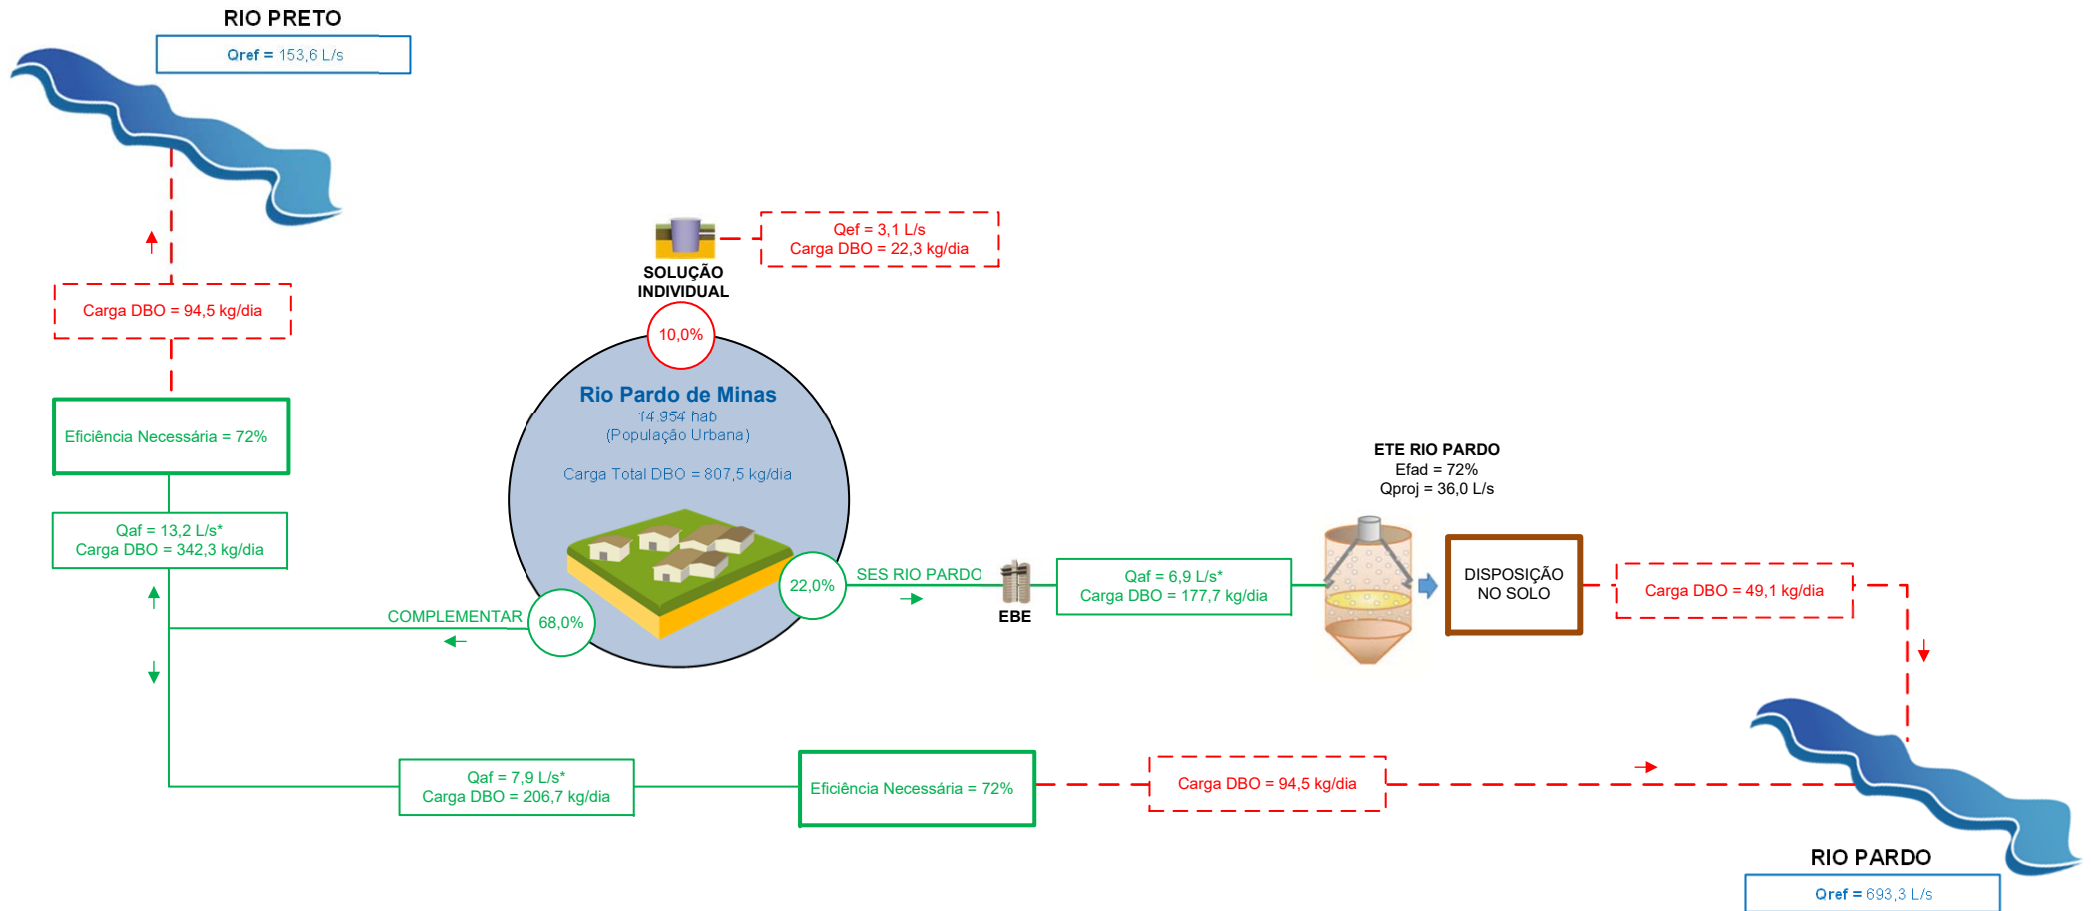 RIO PRETO
Qref = 153,6 L/s
Qef = 3,1 L/s
Carga DBO = 22,3 kg/dia
SOLUÇÃO
INDIVIDUAL
10,0%
Carga DBO = 94,5 kg/dia
Eficiência Necessária = 72%
Qaf = 13,2 L/s*
Carga DBO = 342,3 kg/dia
Rio Pardo de Minas
14.954 hab
(População Urbana)
Carga Total DBO = 807,5 kg/dia
COMPLEMENTAR
68,0%
22,0%
SES RIO PARDO
EBE
Qaf = 6,9 L/s*
Carga DBO = 177,7 kg/dia
ETE RIO PARDO
Efad = 72%
Qproj = 36,0 L/s
DISPOSIÇÃO
NO SOLO
Carga DBO = 49,1 kg/dia
Qaf = 7,9 L/s*
Carga DBO = 206,7 kg/dia
Eficiência Necessária = 72%
Carga DBO = 94,5 kg/dia
RIO PARDO
Qref = 693,3 L/s